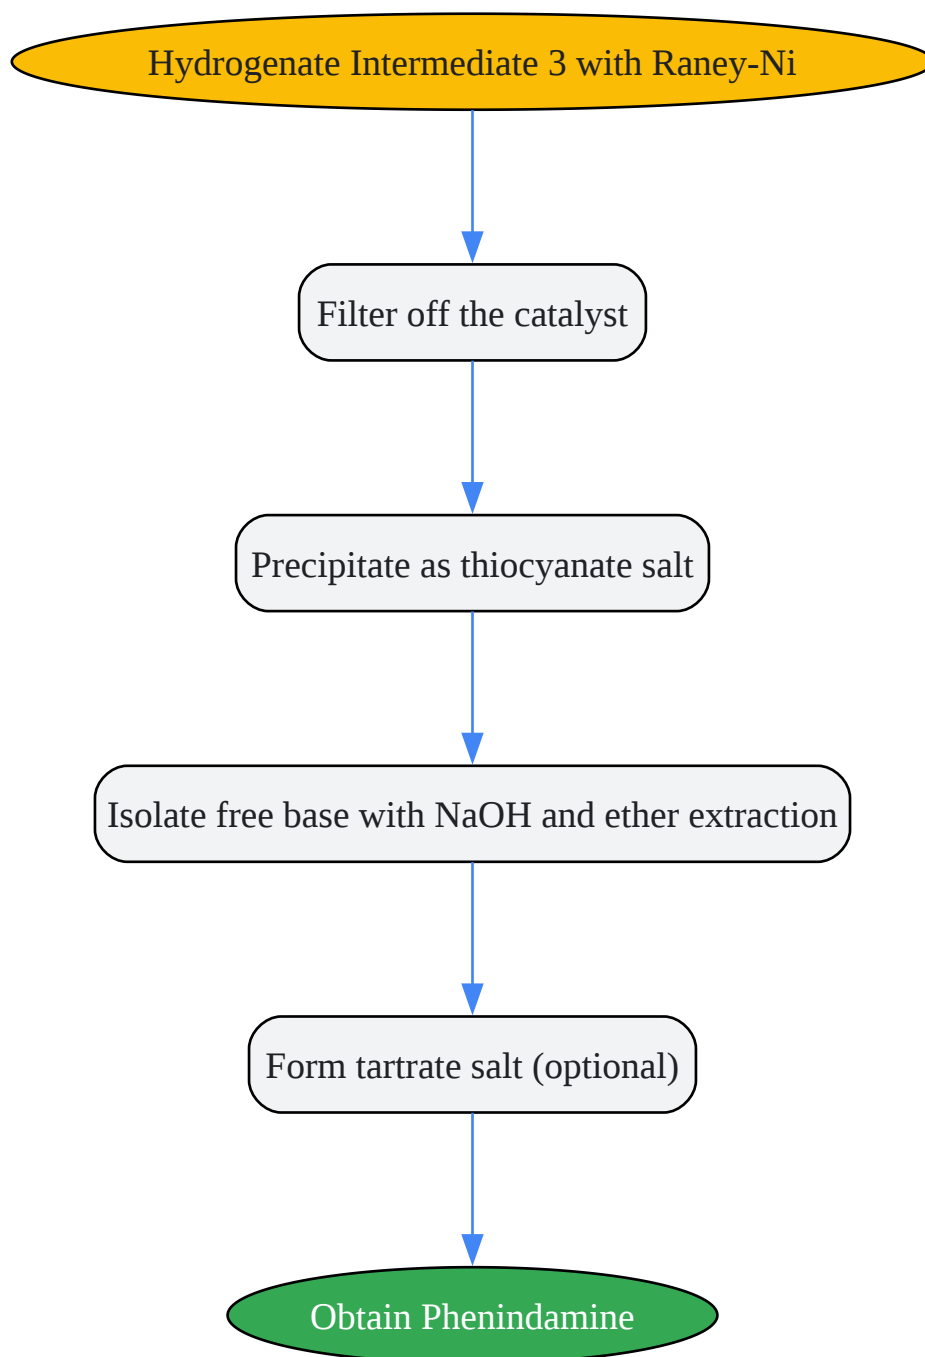 Hydrogenate Intermediate 3 with Raney-Ni
Filter off the catalyst
Precipitate as thiocyanate salt
Isolate free base with NaOH and ether extraction
Form tartrate salt (optional)
Obtain Phenindamine